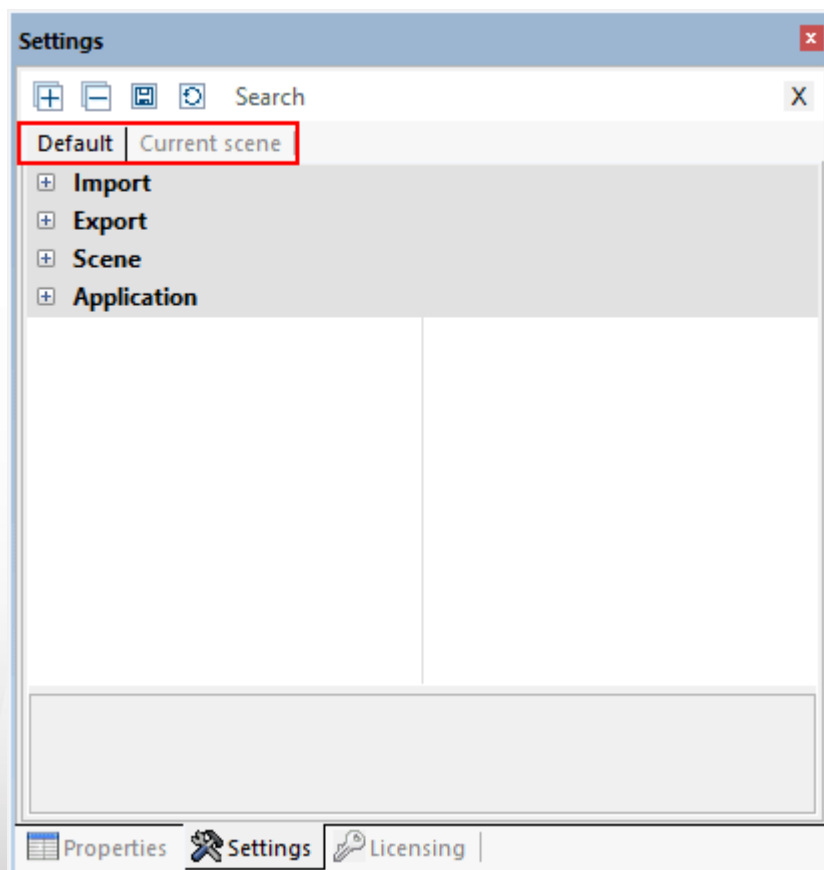 Settings
Search X
Default Current scene
Import
Export
Scene
Application
Properties Settings Licensing